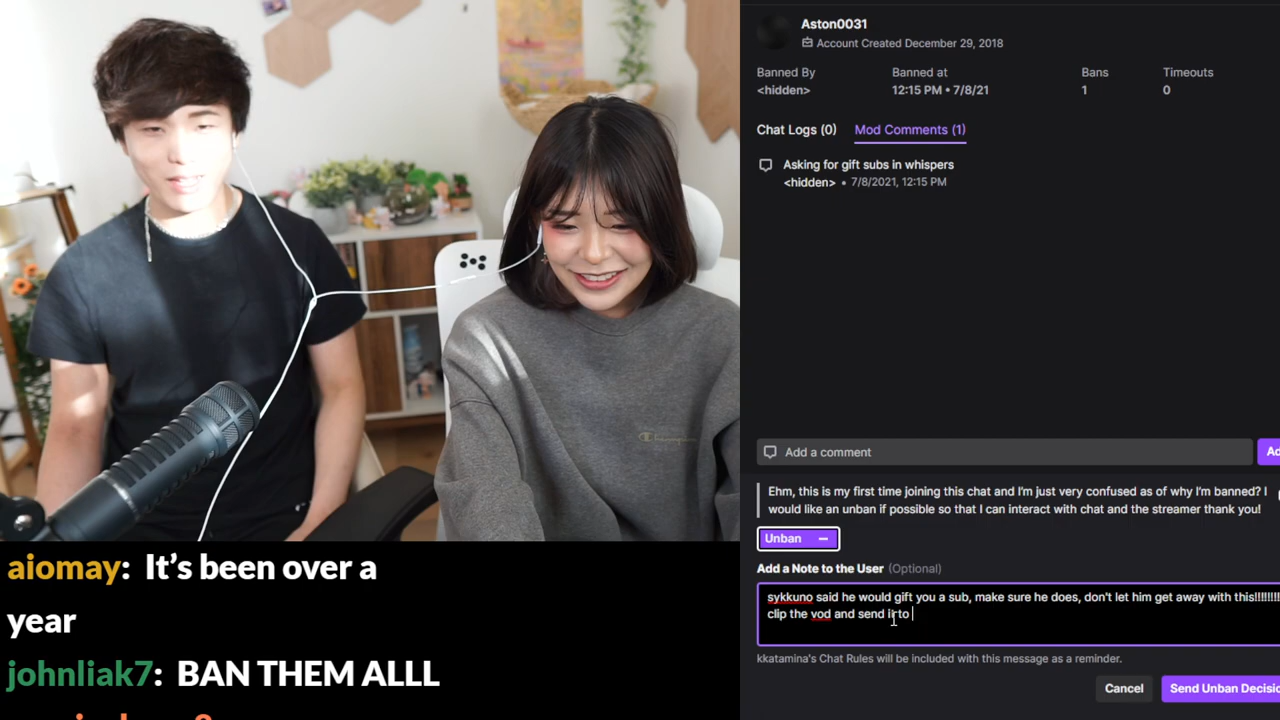 Aston0031
Account Created December 29, 2018
Banned By
Banned at
Bans
Timeouts
<hidden>
12:15 PM • 7/8/21
1
0
Chat Logs (0)
Mod Comments (1)
Asking for gift subs in whispers
<hidden> • 7/8/2021, 12:15 PM
Add a comment
Ehm, this is my first time joining this chat and I'm just very confused as of why I'm banned? I
would like an unban if possible so that I can interact with chat and the streamer thank you!
Unban
Add a Note to the User (Optional)
sykkuno said he would gift you a sub, make sure he does, don't let him get away with this!!!!!!!!
clip the vod and send it to
kkatamina's Chat Rules will be included with this message as a reminder.
Cancel
Send Unban Decisio
Champion
aiomay: It's been over a
year
johnliak7: BAN THEM ALLL